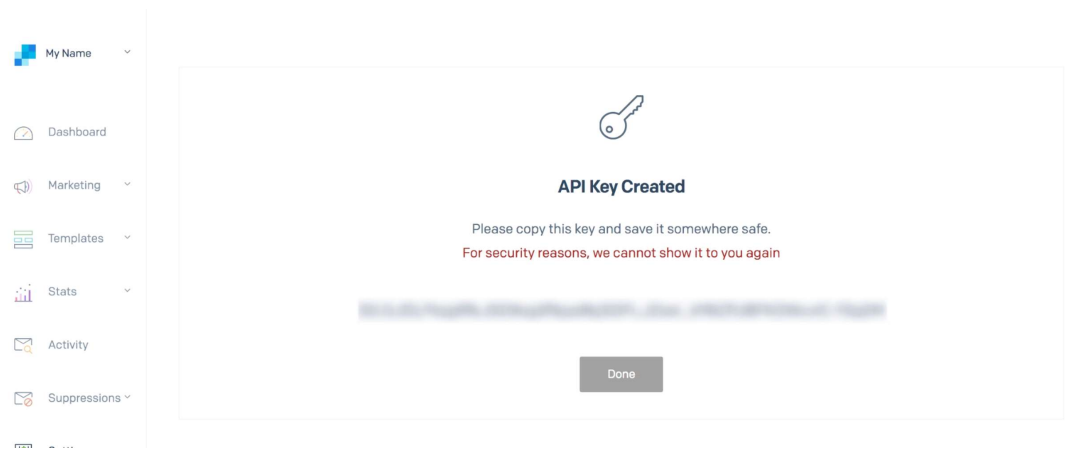 My Name
Dashboard
Marketing
Templates
Stats
Activity
Suppressions
API Key Created
Please copy this key and save it somewhere safe.
For security reasons, we cannot show it to you again
Done